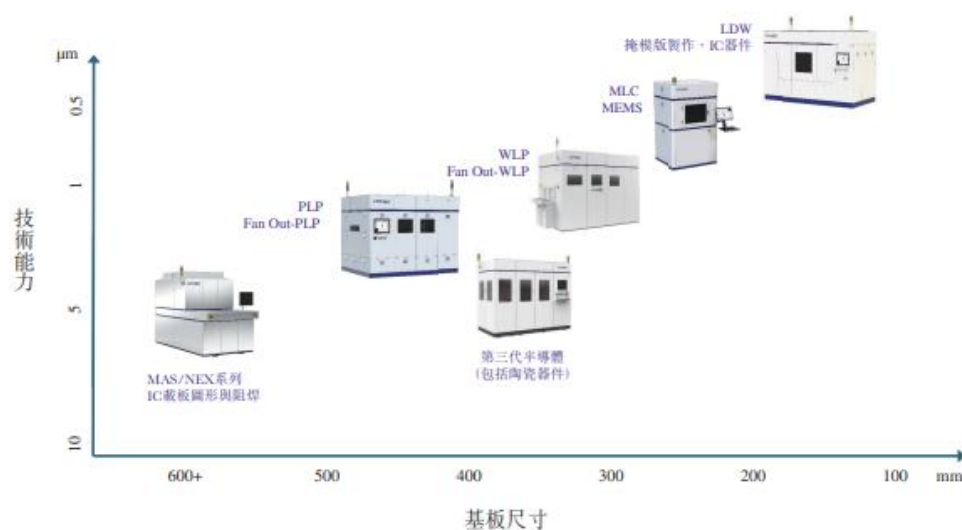 LDW
掩模版製作、IC器件
μm
MLC
MEMS
0.5
WLP
Fan Out-WLP
1
PLP
Fan Out-PLP
技術能力
5
第三代半導體
(包括陶瓷器件)
MAS/NEX系列
IC載板圖形與阻焊
10
600+
500
400
300
200
100
mm
基板尺寸